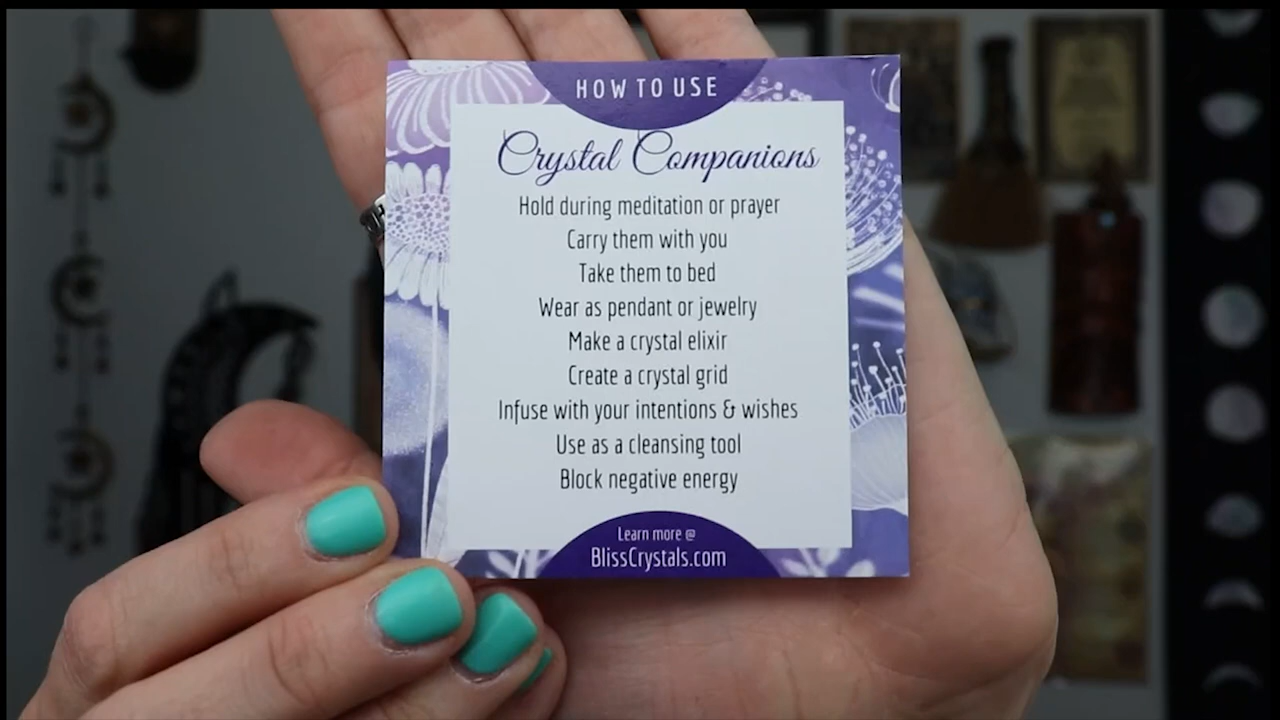 HOW TO USE
Crystal Companions
Hold during meditation or prayer
Carry them with you
Take them to bed
Wear as pendant or jewelry
Make a crystal elixir
Create a crystal grid
Infuse with your intentions & wishes
Use as a cleansing tool
Block negative energy
Learn more @
BlissCrystals.com